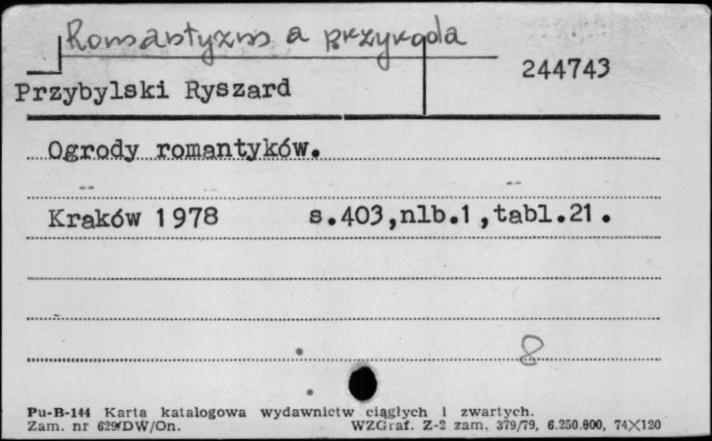 Romantyzm a przyroda
244743
Przybylski Ryszard
Ogrody romantyków.
Kraków 1978 s.403,nlb.1,tabl.21.
8
Pu-B-144 Karta katalogowa wydawnictw ciągłych i zwartych.
Zam. nr 629/DW/On. WZGraf. Z-2 zam. 379/79, 6.250.000, 74X120